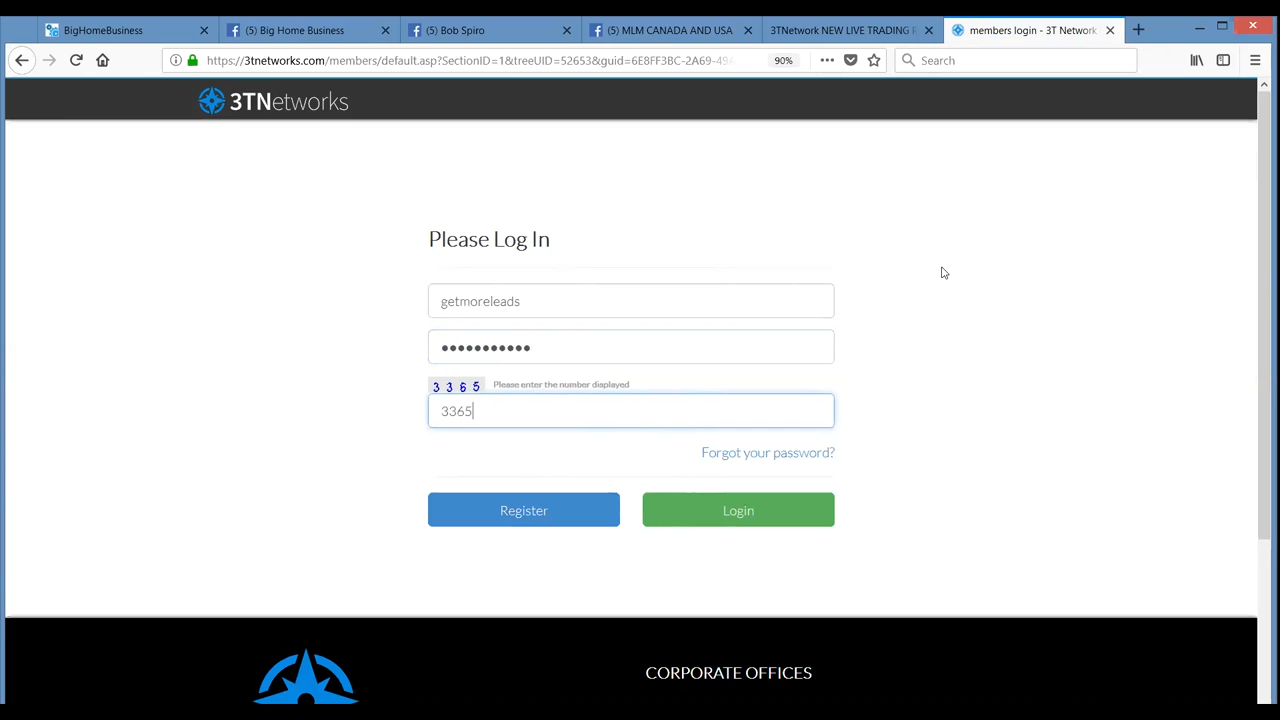 BigHomeBusiness
(5) Big Home Business
(5) Bob Spiro
(5) MLM CANADA AND USA
3TNetwork NEW LIVE TRADING
members login - 3T Network
https://3tnetworks.com/members/default.asp?SectionID=1&treeUID=52653&guid=6E8FF3BC-2A69-49
90%
Search
3TNetworks
Please Log In
getmoreleads
3 3 6 5
Please enter the number displayed
3365
Forgot your password?
Register
Login
CORPORATE OFFICES